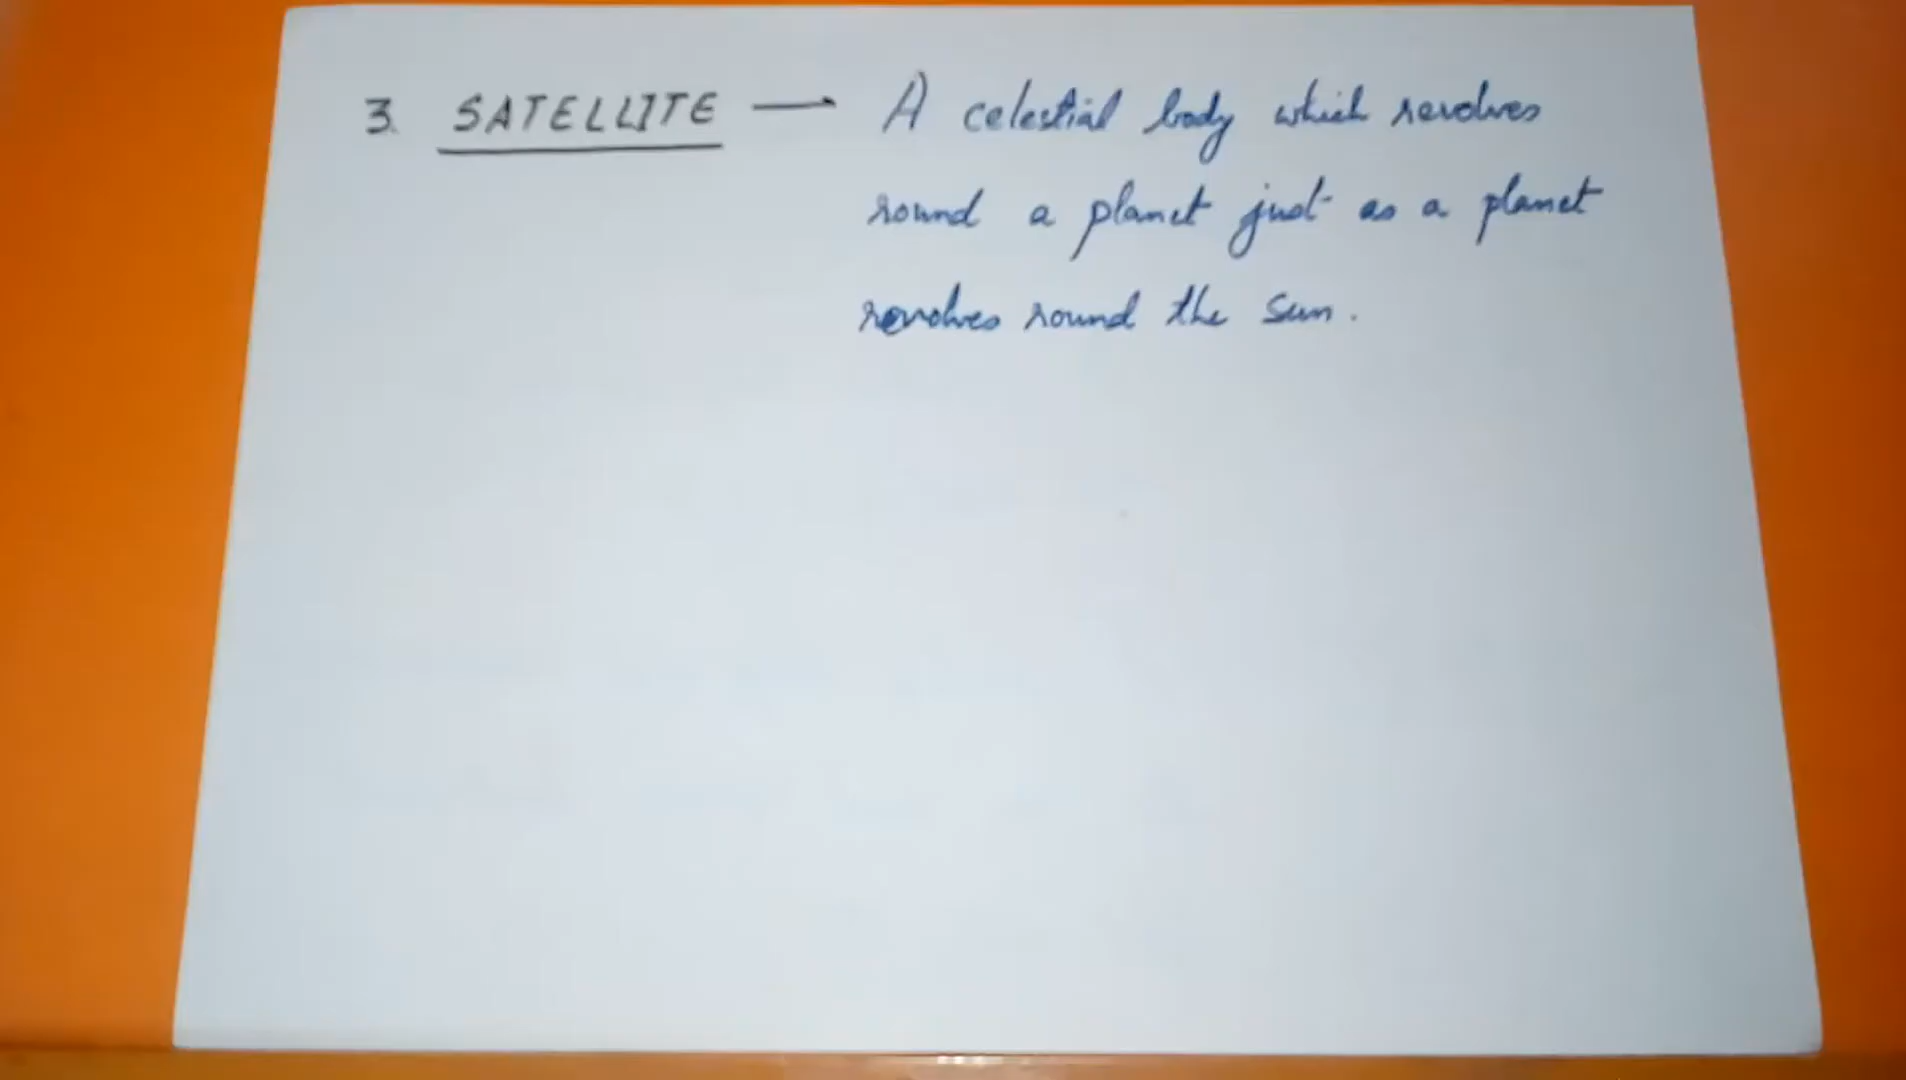 3. SATELLITE — A celestial body which revolves
round a planet just as a planet
revolves round the sun.